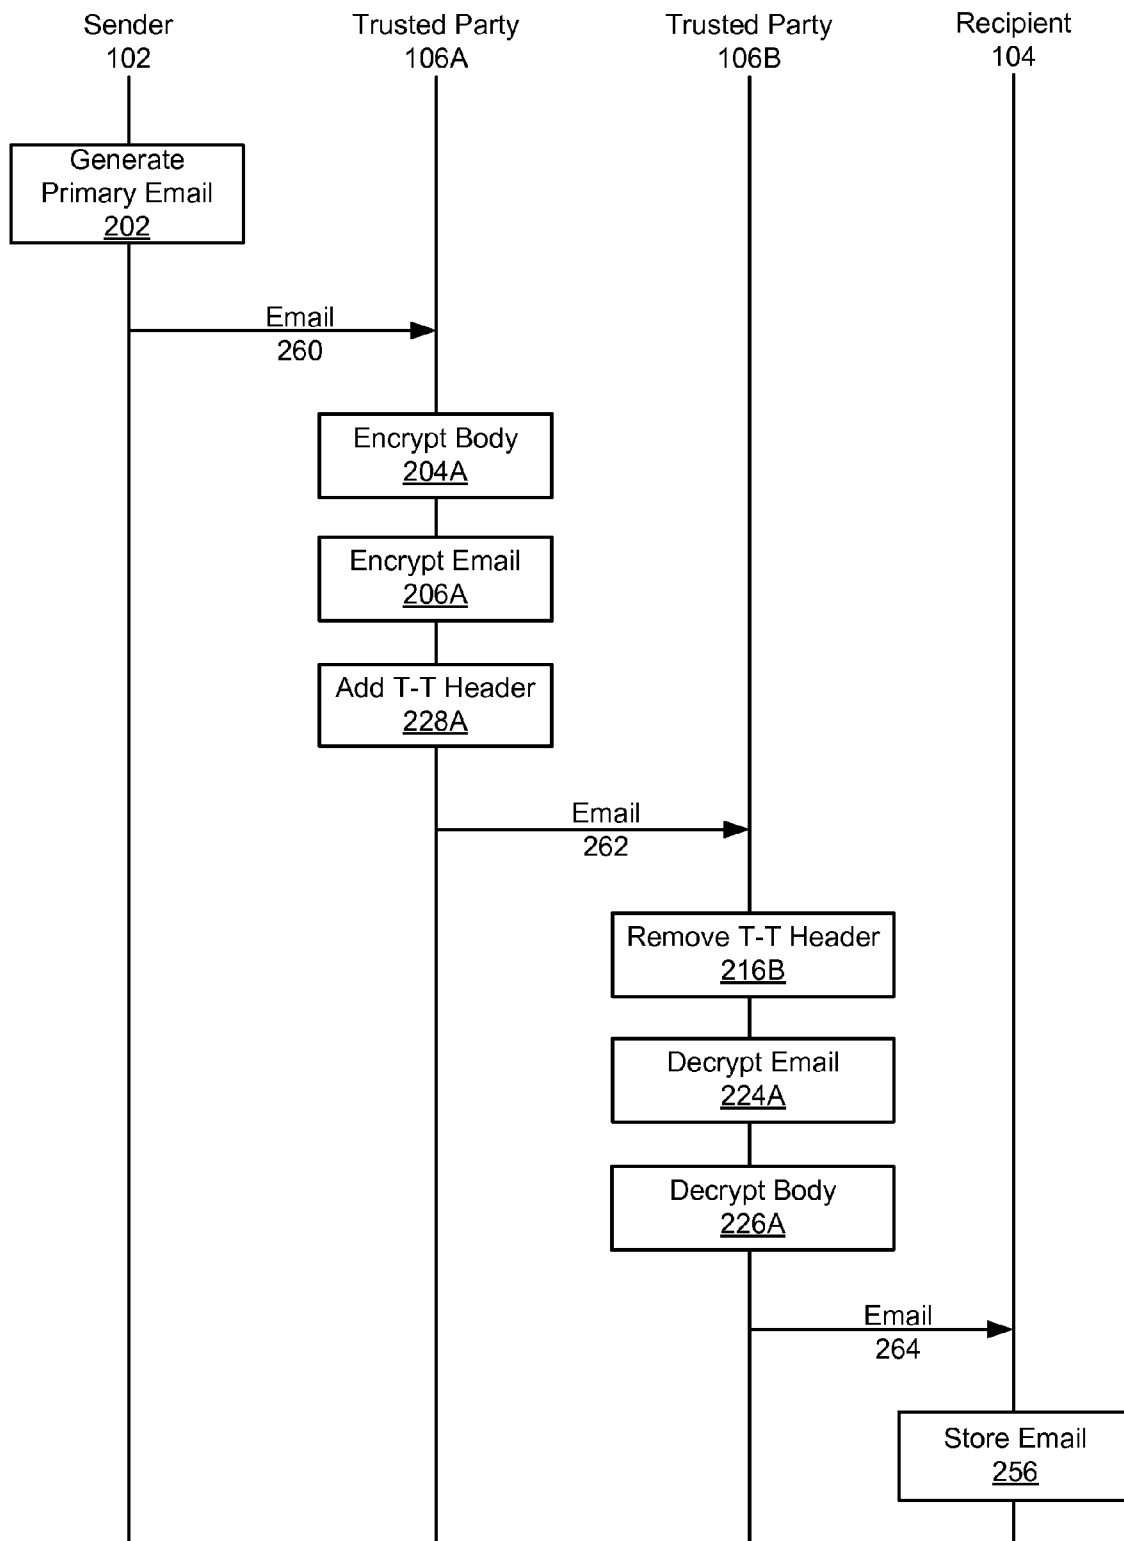 Sender
102
Trusted Party
106A
Trusted Party
106B
Recipient
104
Generate
Primary Email
202
Email
260
Encrypt Body
204A
Encrypt Email
206A
Add T-T Header
228A
Email
262
Remove T-T Header
216B
Decrypt Email
224A
Decrypt Body
226A
Email
264
Store Email
256